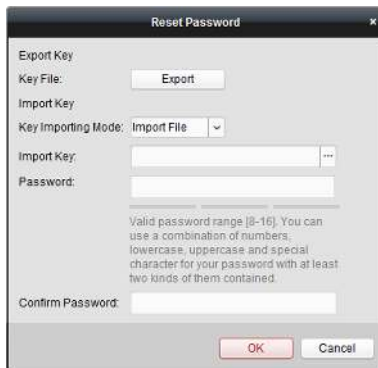 Reset Password ×
Export Key
Key File: Export
Import Key
Key Importing Mode: Import File
Import Key: ...
Password:
Valid password range [8-16]. You can
use a combination of numbers,
lowercase, uppercase and special
character for your password with at least
two kinds of them contained.
Confirm Password:
OK Cancel